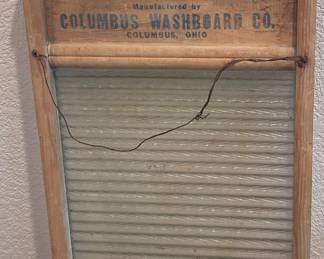 Manufactured by
COLUMBUS WASHBOARD CO.
COLUMBUS, OHIO